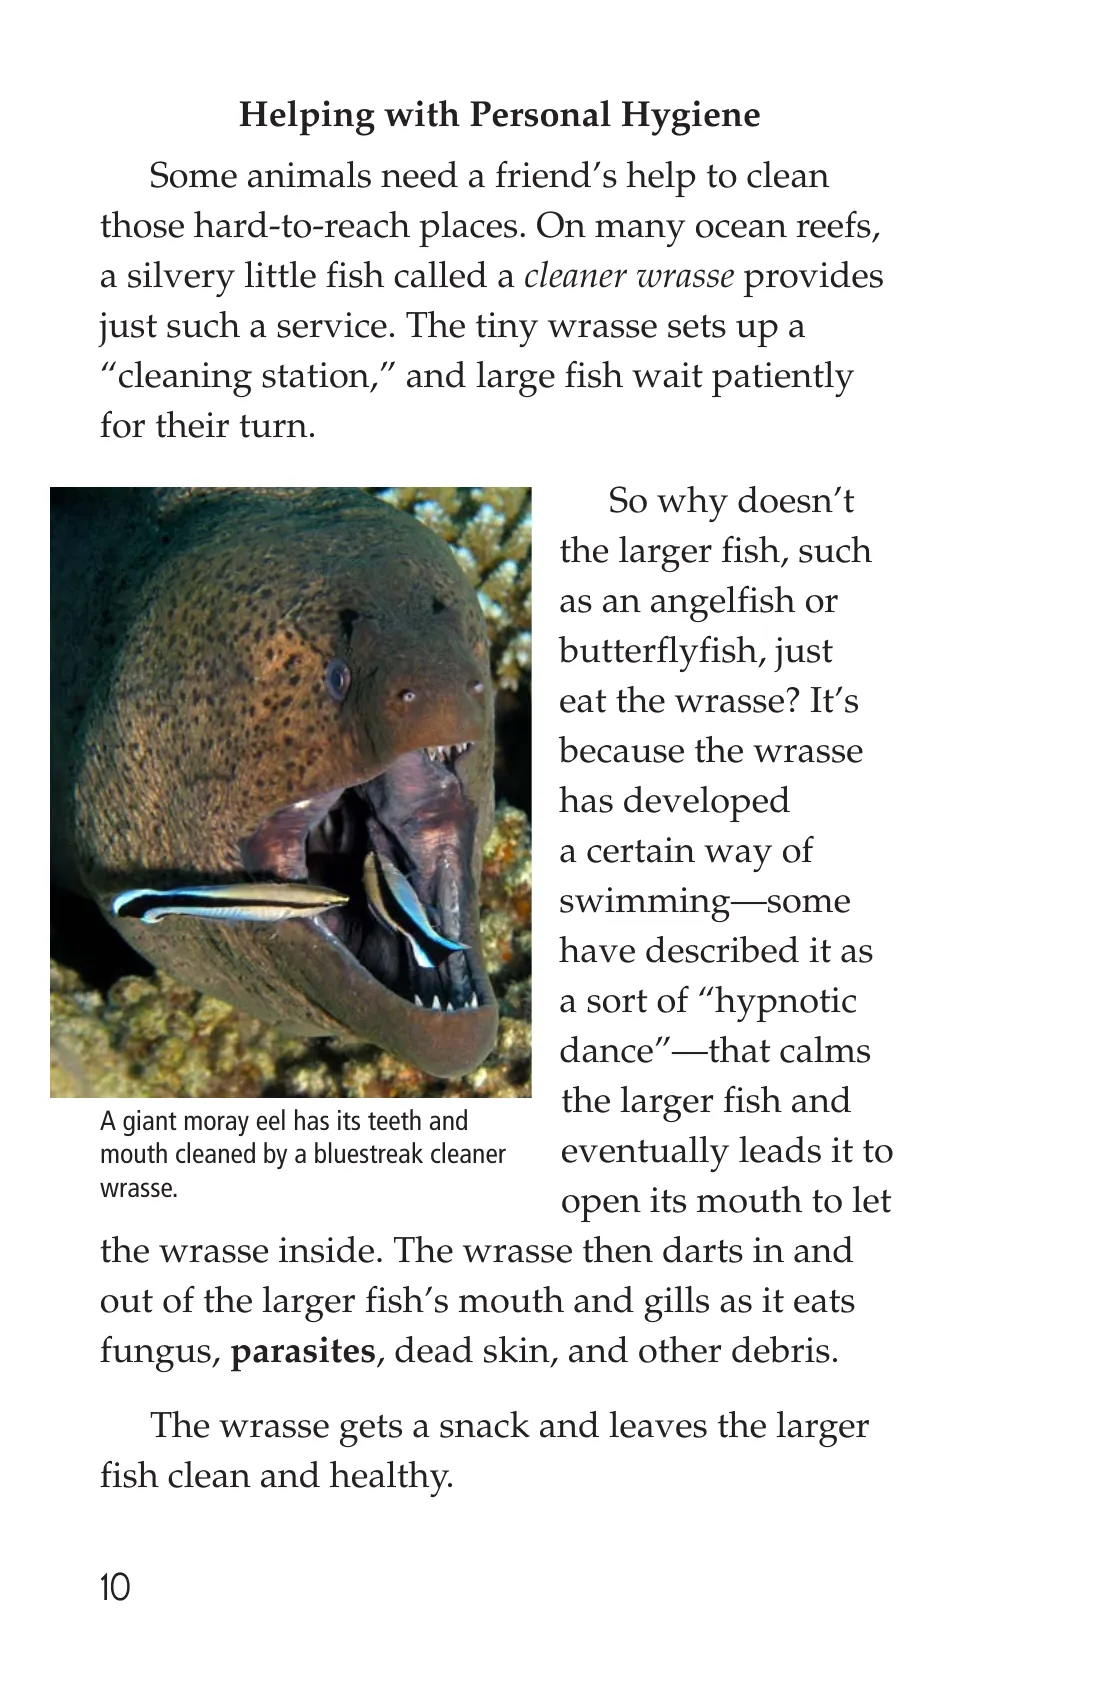 Helping with Personal Hygiene
Some animals need a friend’s help to clean
those hard-to-reach places. On many ocean reefs,
a silvery little fish called a cleaner wrasse provides
just such a service. The tiny wrasse sets up a
“cleaning station,” and large fish wait patiently
for their turn.
So why doesn’t
the larger fish, such
as an angelfish or
butterflyfish, just
eat the wrasse? It’s
because the wrasse
has developed
a certain way of
swimming—some
have described it as
a sort of “hypnotic
dance”—that calms
the larger fish and
eventually leads it to
open its mouth to let
the wrasse inside. The wrasse then darts in and
out of the larger fish’s mouth and gills as it eats
fungus, parasites, dead skin, and other debris.
A giant moray eel has its teeth and
mouth cleaned by a bluestreak cleaner
wrasse.
The wrasse gets a snack and leaves the larger
fish clean and healthy.
10